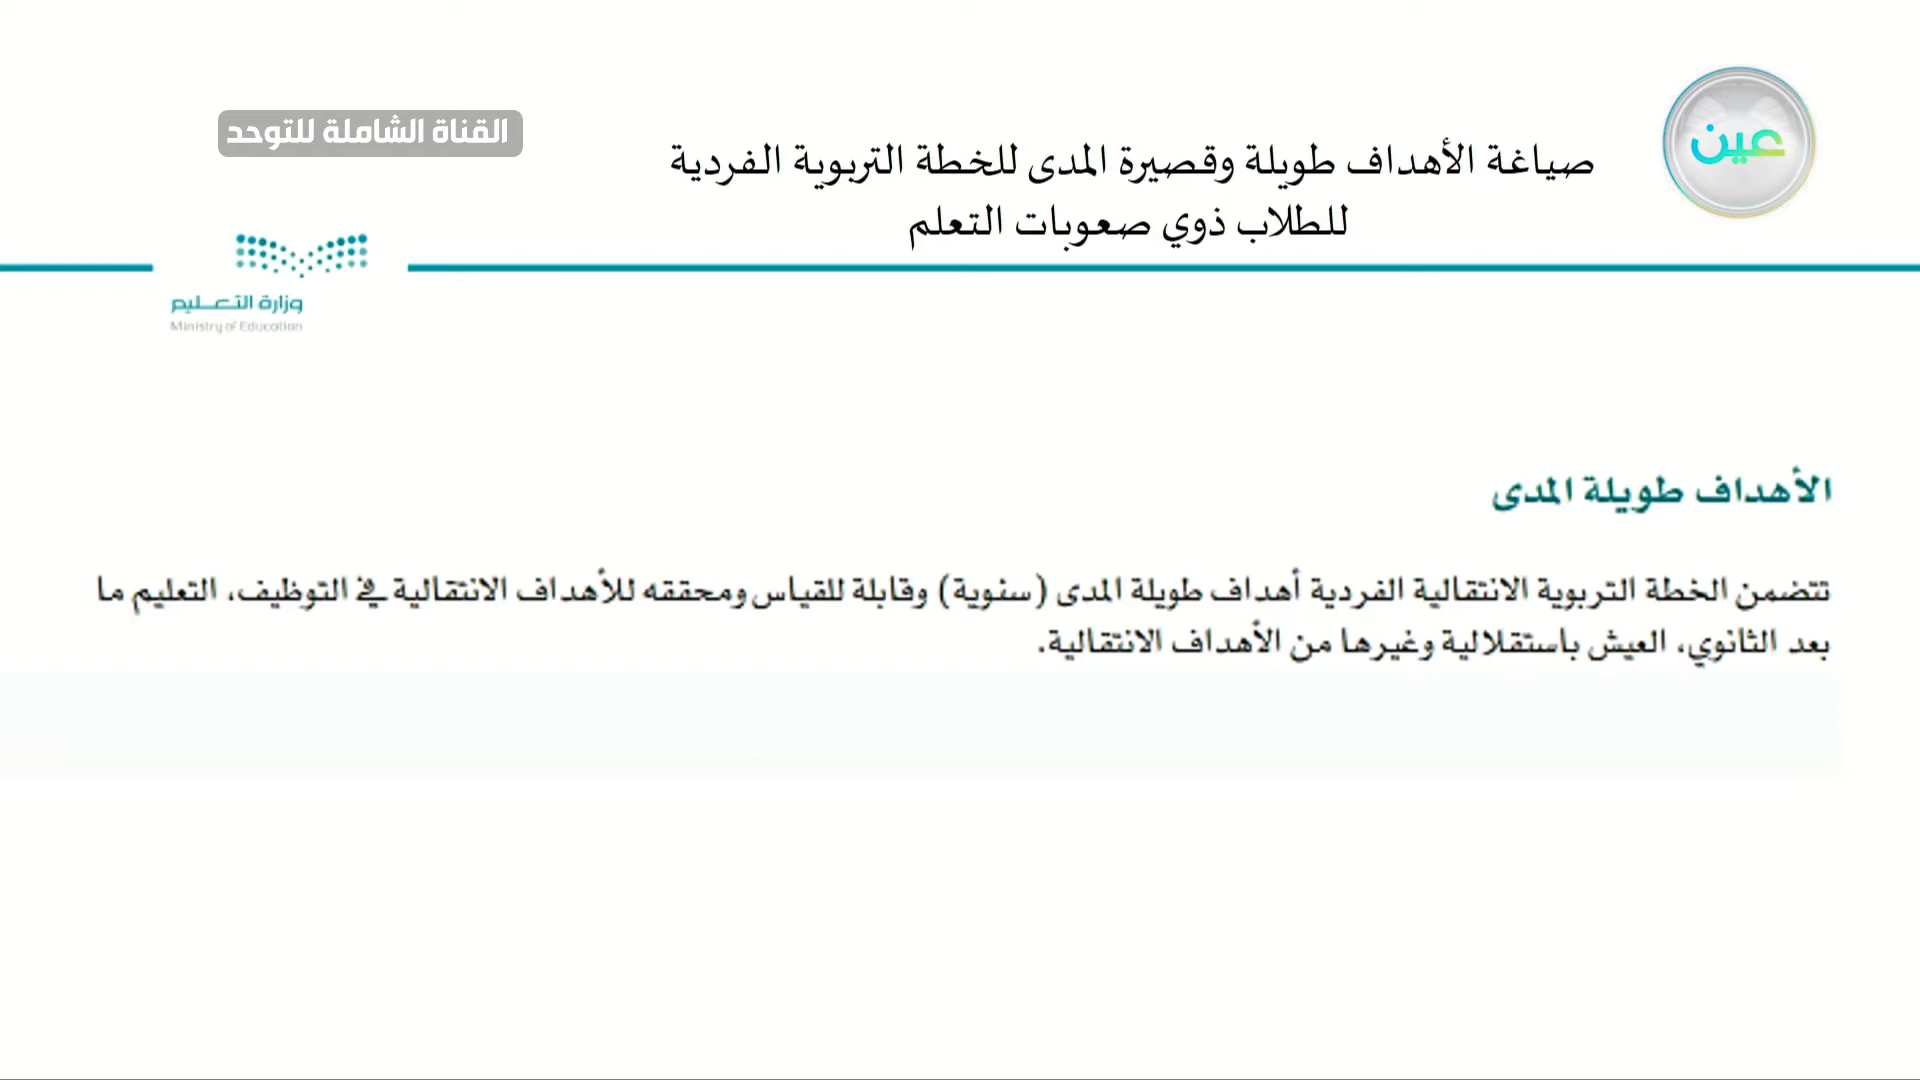 عين
القناة الشاملة للتوحد
صياغة الأهداف طويلة وقصيرة المدى للخطة التربوية الفردية
للطلاب ذوي صعوبات التعلم
وزارة التعليم
Ministry of Education
الأهداف طويلة المدى
تتضمن الخطة التربوية الانتقالية الفردية أهداف طويلة المدى (سنوية) وقابلة للقياس ومحققه للأهداف الانتقالية في التوظيف، التعليم ما
بعد الثانوي، العيش باستقلالية وغيرها من الأهداف الانتقالية.